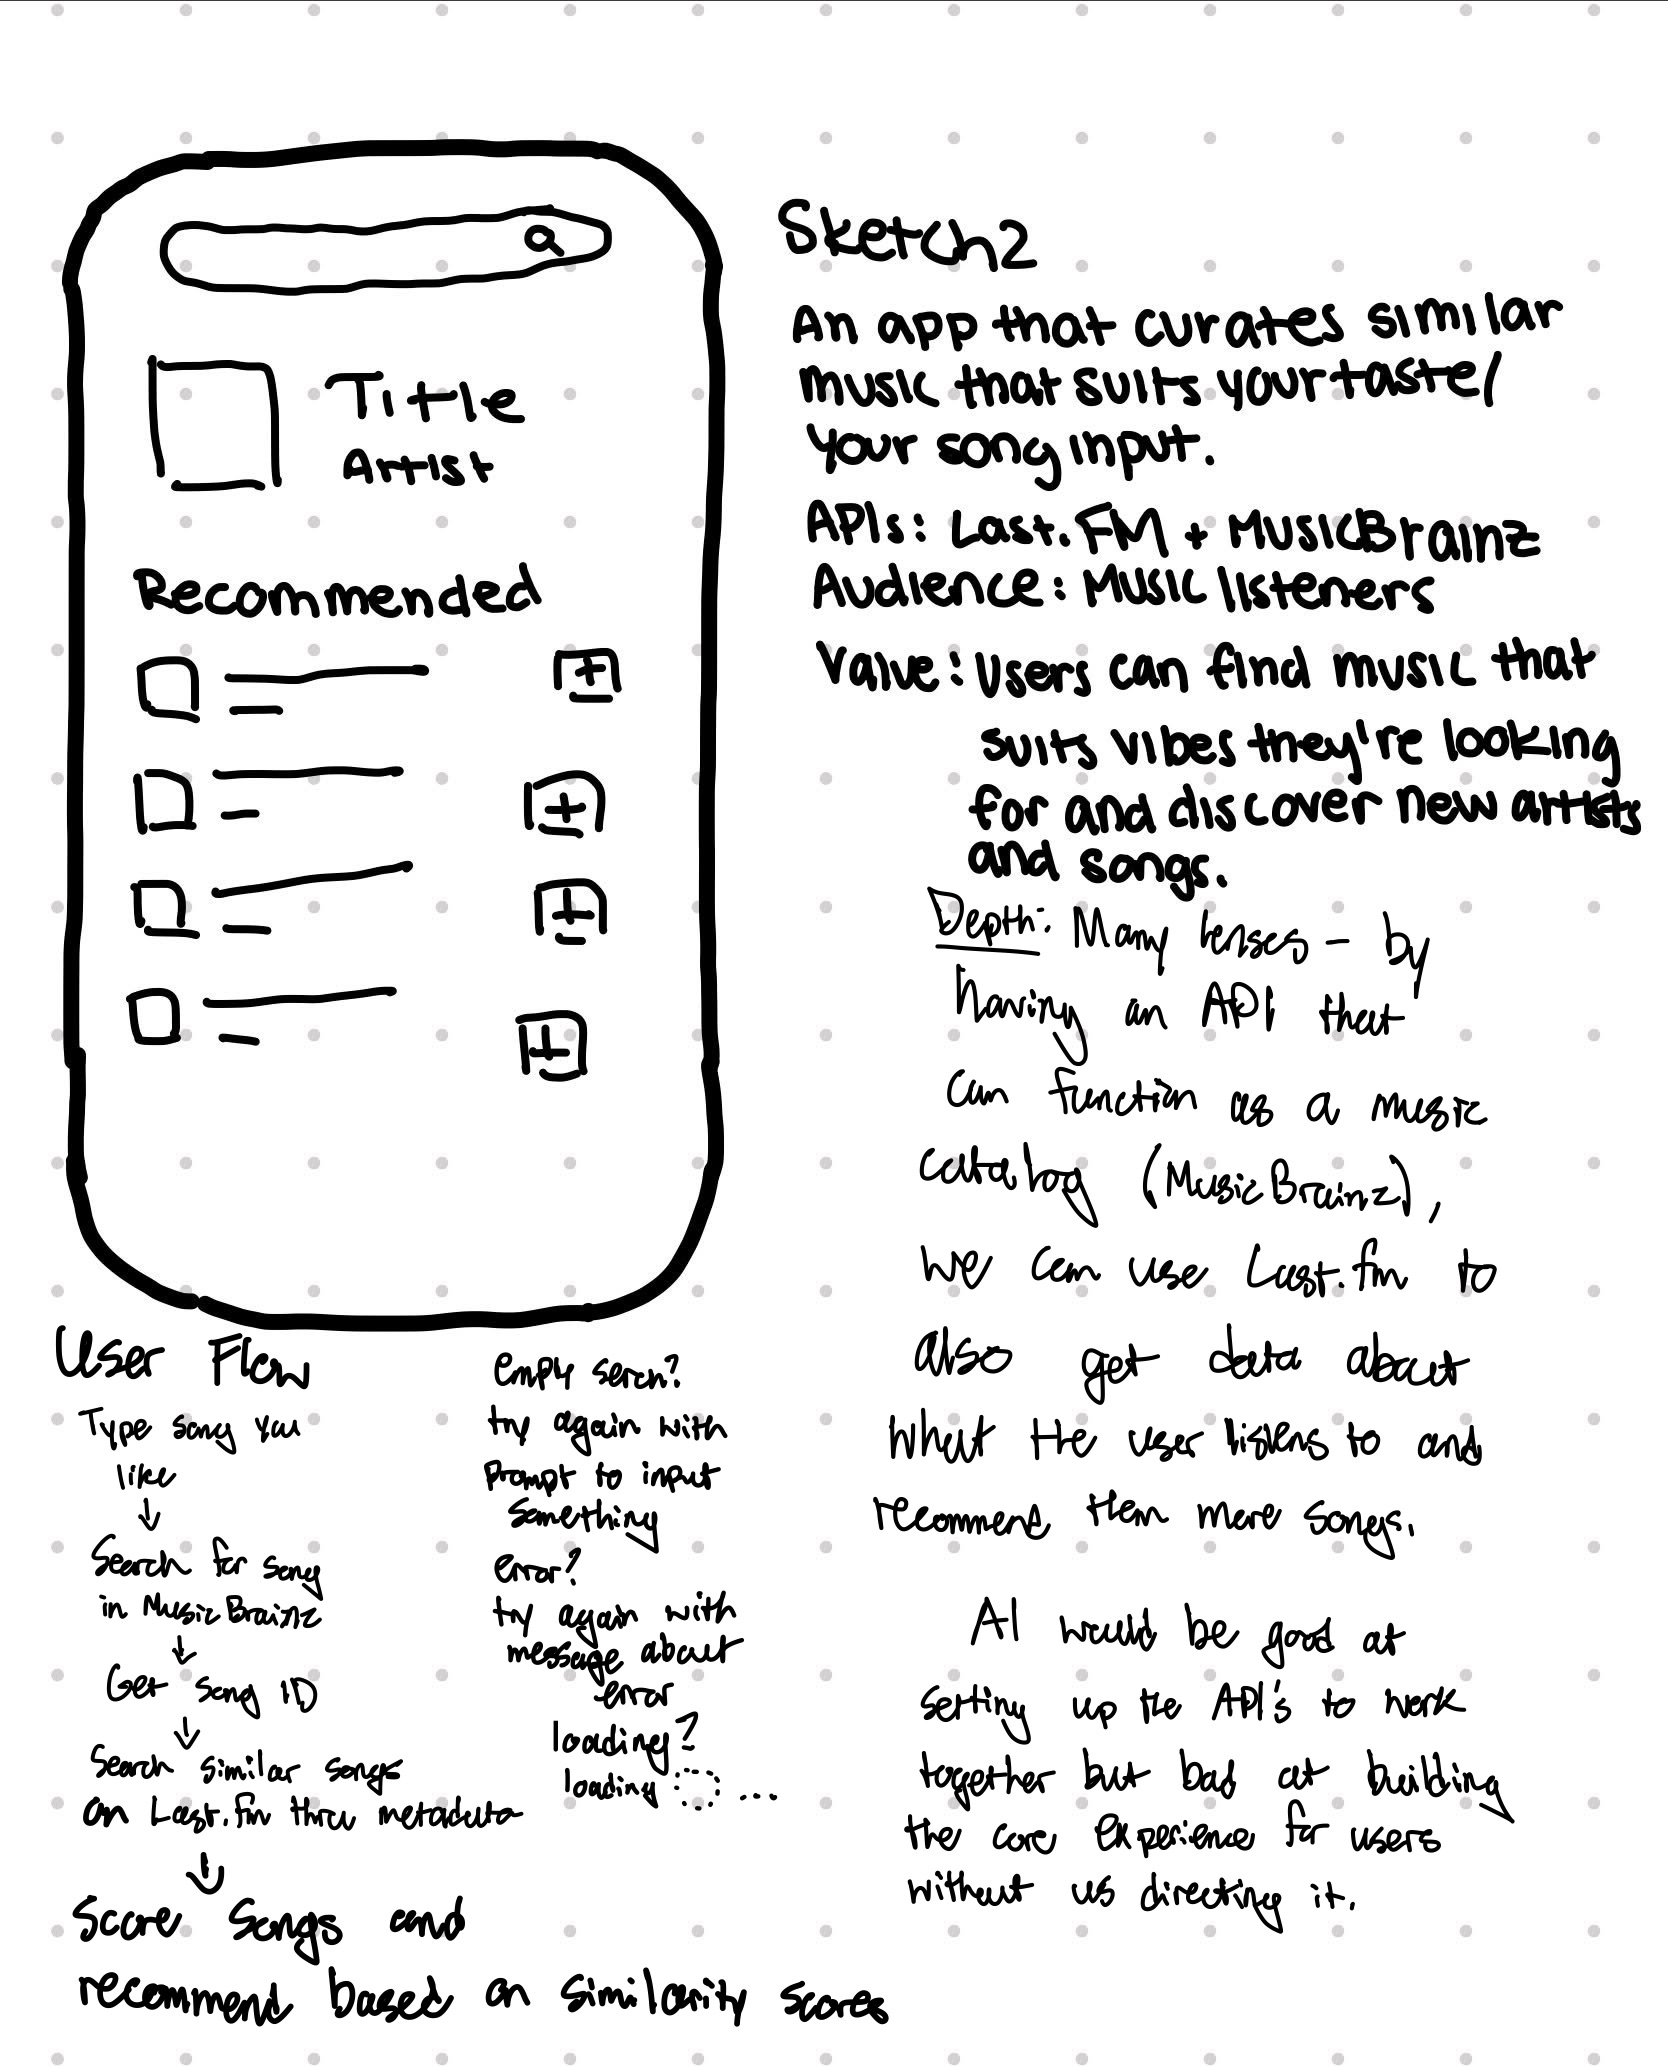 Title
Artist
Recommended
Sketch 2
An app that curates similar
music that suits your taste/
your song input.
APIs: Last.FM + MusicBrainz
Audience: Music listeners
Value: Users can find music that
suits vibes they're looking
for and discover new artists
and songs.
Depth: Many lenses - by
having an API that
can function as a music
catalog (MusicBrainz),
we can use Last.fm to
also get data about
what the user listens to and
recommend them more songs.
AI would be good at
setting up the API's to work
together but bad at building
the core experience for users
without us directing it.
User Flow
Type song you
like
↓
Search for song
in MusicBrainz
↓
Get song ID
↓
Search similar songs
on Last.fm thru metadata
↓
Score songs and
recommend based on similarity scores
empty serch?
try again with
prompt to input
something
error?
try again with
message about
error
loading?
loading ...